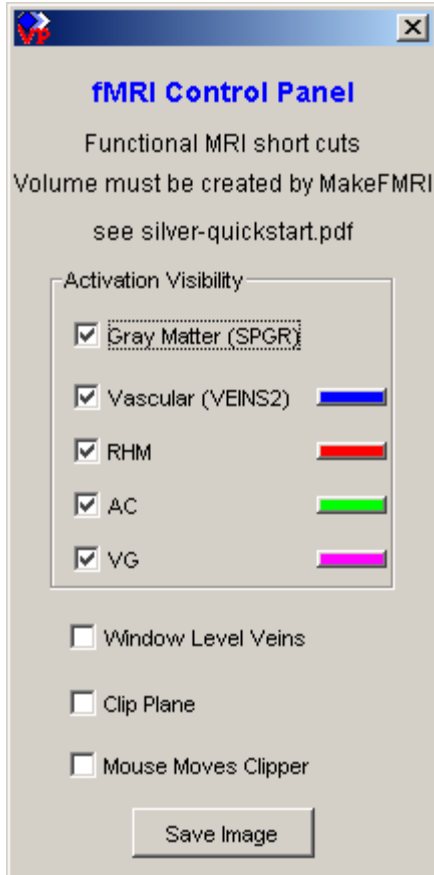 VP
fMRI Control Panel
Functional MRI short cuts
Volume must be created by MakeFMRI
see silver-quickstart.pdf
Activation Visibility
Gray Matter (SPGR)
Vascular (VEINS2)
RHM
AC
VG
Window Level Veins
Clip Plane
Mouse Moves Clipper
Save Image